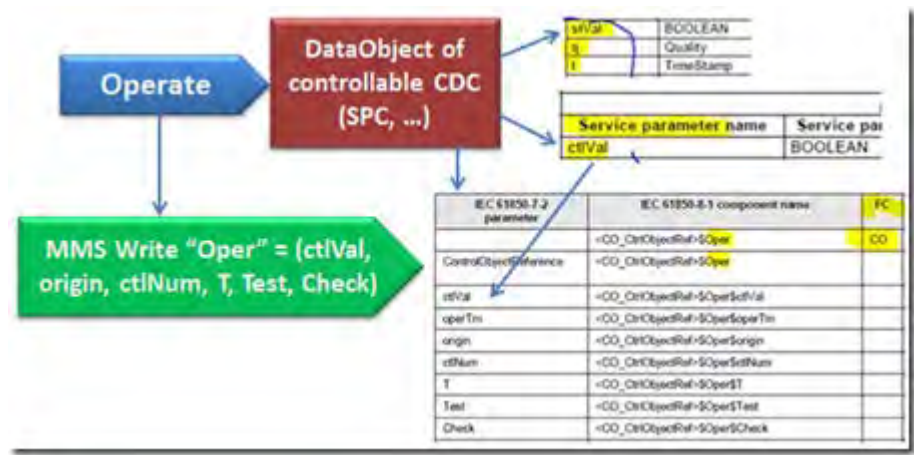 Operate
DataObject of
controllable CDC
(SPC, ...)
MMS Write “Oper” = (ctlVal,
origin, ctlNum, T, Test, Check)
stVal BOOLEAN
q Quality
t TimeStamp
Service parameter name Service par
ctlVal BOOLEAN
IEC 61850-7-2 parameter IEC 61850-8-1 component name FC
<CO_CtrlObjectRef>$Oper CO
ControlObjectReference <CO_CtrlObjectRef>$Oper
ctlVal <CO_CtrlObjectRef>$Oper$ctlVal
operTm <CO_CtrlObjectRef>$Oper$operTm
origin <CO_CtrlObjectRef>$Oper$origin
ctlNum <CO_CtrlObjectRef>$Oper$ctlNum
T <CO_CtrlObjectRef>$Oper$T
Test <CO_CtrlObjectRef>$Oper$Test
Check <CO_CtrlObjectRef>$Oper$Check